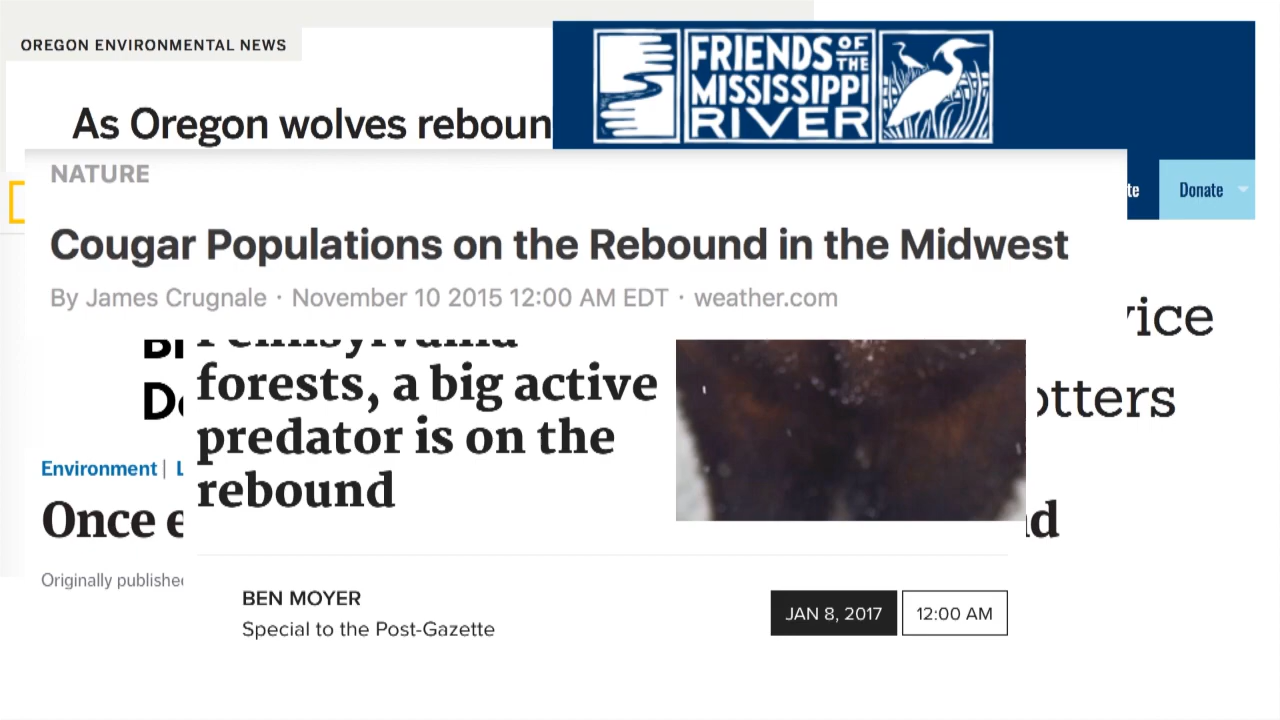 OREGON ENVIRONMENTAL NEWS
As Oregon wolves reboun
FRIENDS OF THE
MISSISSIPPI
RIVER
Donate
NATURE
Cougar Populations on the Rebound in the Midwest
By James Crugnale · November 10 2015 12:00 AM EDT · weather.com
Pennsylvania
forests, a big active
predator is on the
rebound
Environment |
Once
Originally published
BEN MOYER
Special to the Post-Gazette
JAN 8, 2017
12:00 AM